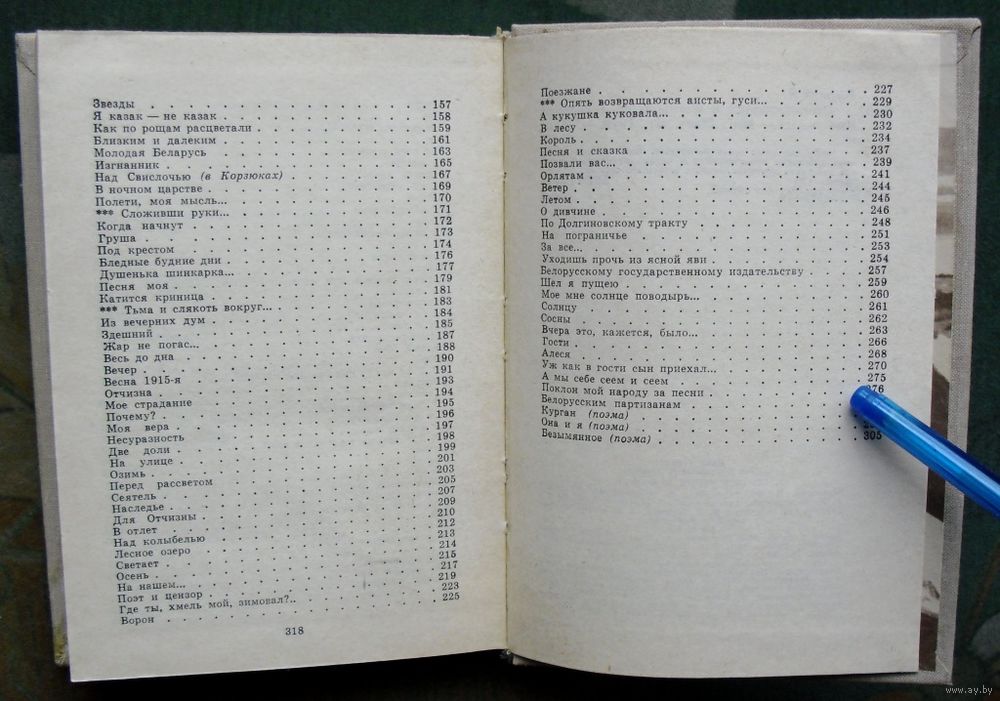 Звезды . . . 157
Я казак — не казак . . . 158
Как по рощам расцветали . . . 159
Близким и далеким . . . 161
Молодая Беларусь . . . 163
Изгнанник . . . 165
Над Свислочью (в Корзюках) . . . 167
В ночном царстве . . . 169
Полети, моя мысль... . . . 170
*** Сложивши руки... . . . 171
Когда начнут . . . 172
Груша . . . 173
Под крестом . . . 174
Бледные будние дни . . . 176
Душенька шинкарка... . . . 177
Песня моя . . . 179
Катится криница . . . 181
*** Тьма и слякоть вокруг... . . . 183
Из вечерних дум . . . 184
Здешний . . . 185
Жар не погас... . . . 187
Весь до дна . . . 188
Вечер . . . 190
Весна 1915-я . . . 191
Отчизна . . . 193
Мое страдание . . . 194
Почему? . . . 195
Моя вера . . . 196
Несуразность . . . 197
Две доли . . . 198
На улице . . . 199
Озимь . . . 201
Перед рассветом . . . 203
Сеятель . . . 205
Наследье . . . 207
Для Отчизны . . . 209
В отлет . . . 210
Над колыбелью . . . 212
Лесное озеро . . . 213
Светает . . . 214
Осень . . . 215
На нашем... . . . 217
Поэт и цензор . . . 219
Где ты, хмель мой, зимовал?.. . . . 223
Ворон . . . 225
318
Поезжане . . . 227
*** Опять возвращаются аисты, гуси... . . . 229
А кукушка куковала... . . . 230
В лесу . . . 232
Король . . . 234
Песня и сказка . . . 237
Позвали вас... . . . 239
Орлятам . . . 241
Ветер . . . 244
Летом . . . 245
О дивчине . . . 246
По Долгиновскому тракту . . . 248
На пограничье . . . 251
За все... . . . 253
Уходишь прочь из ясной яви . . . 254
Белорусскому государственному издательству . . . 257
Шел я пущею . . . 259
Мое мне солнце поводырь... . . . 260
Солнцу . . . 261
Сосны . . . 262
Вчера это, кажется, было... . . . 263
Гости . . . 266
Алеся . . . 268
Уж как в гости сын приехал... . . . 270
А мы себе сеем и сеем . . . 275
Поклон мой народу за песни . . . 276
Белорусским партизанам . . .
Курган (поэма) . . .
Она и я (поэма) . . .
Безымянное (поэма) . . . 305
www.ay.by